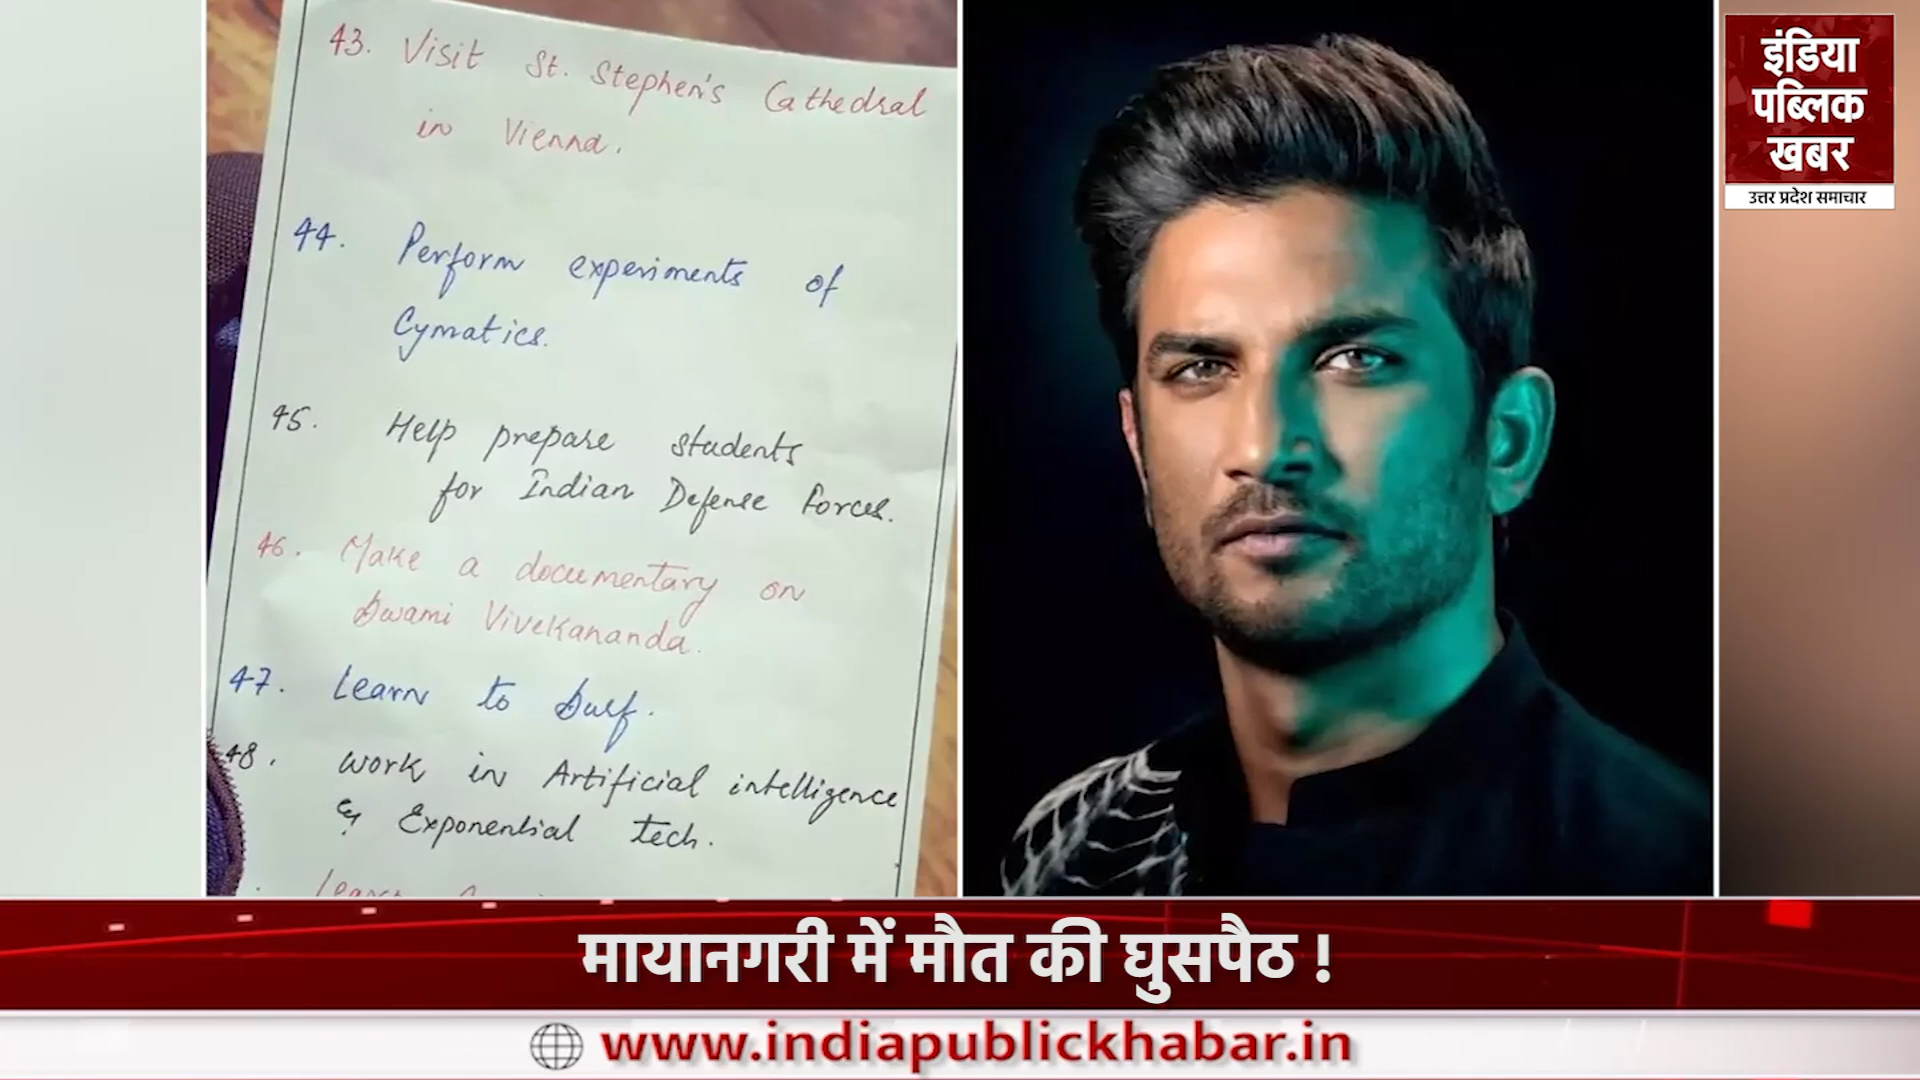 43. Visit St. Stephen's Cathedral
in Vienna.
44. Perform experiments of
Cymatics.
45. Help prepare students
for Indian Defense Forces.
46. Make a documentary on
Swami Vivekananda.
47. Learn to Surf.
48. Work in Artificial intelligence
& Exponential tech.
Learn
इंडिया
पब्लिक
खबर
उत्तर प्रदेश समाचार
मायानगरी में मौत की घुसपैठ !
www.indiapublickhabar.in